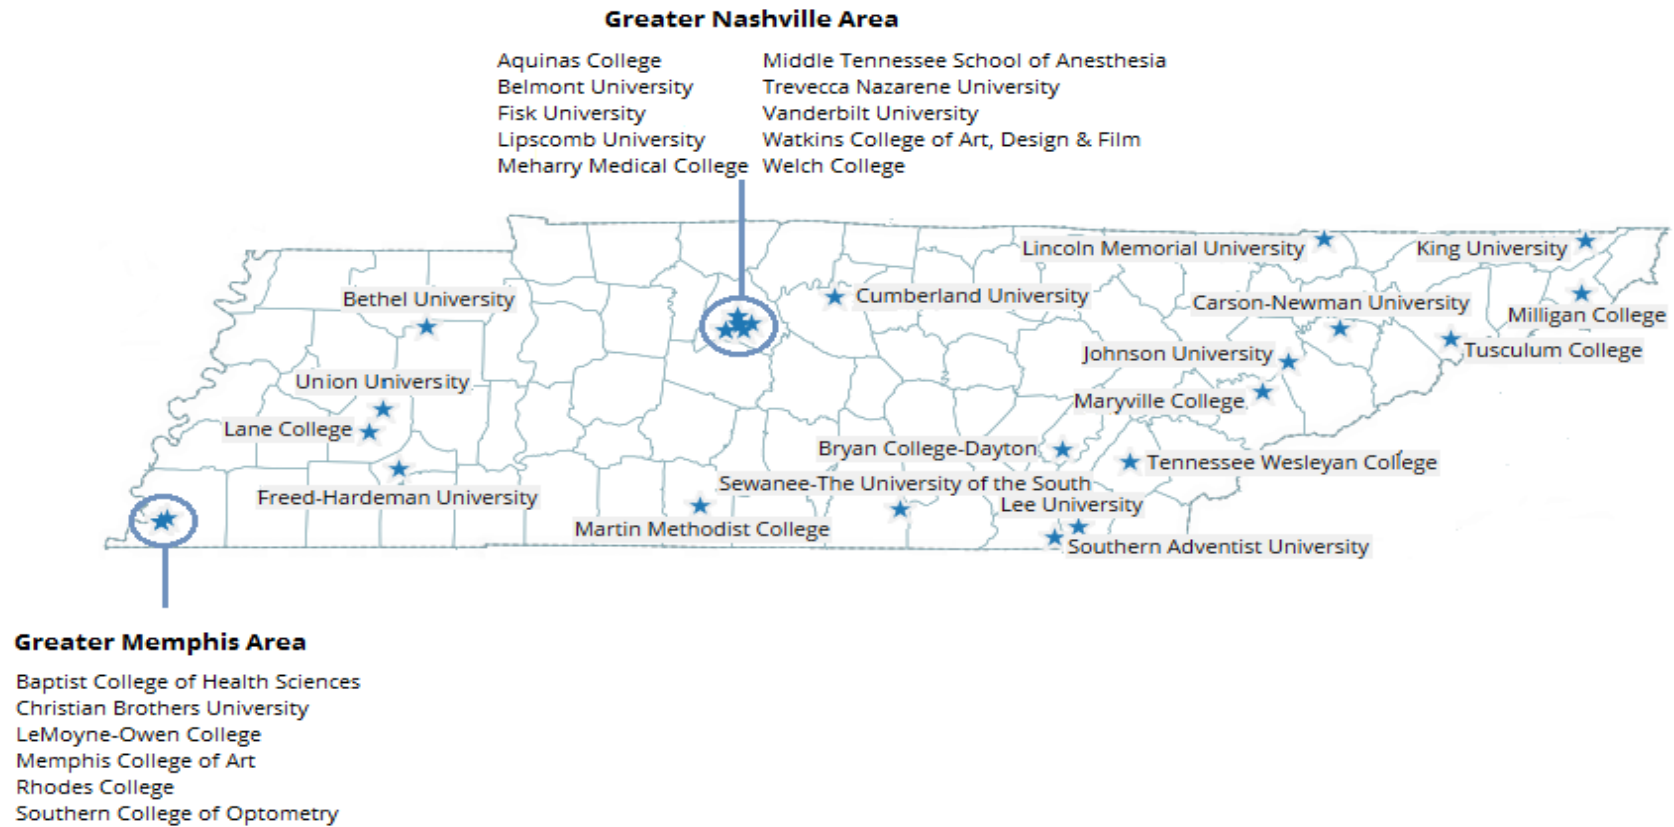 Greater Nashville Area
Aquinas College
Belmont University
Fisk University
Lipscomb University
Meharry Medical College
Middle Tennessee School of Anesthesia
Trevecca Nazarene University
Vanderbilt University
Watkins College of Art, Design & Film
Welch College
Lincoln Memorial University
King University
Bethel University
Cumberland University
Carson-Newman University
Milligan College
Johnson University
Tusculum College
Union University
Maryville College
Lane College
Bryan College-Dayton
Tennessee Wesleyan College
Sewanee-The University of the South
Freed-Hardeman University
Lee University
Martin Methodist College
Southern Adventist University
Greater Memphis Area
Baptist College of Health Sciences
Christian Brothers University
LeMoyne-Owen College
Memphis College of Art
Rhodes College
Southern College of Optometry